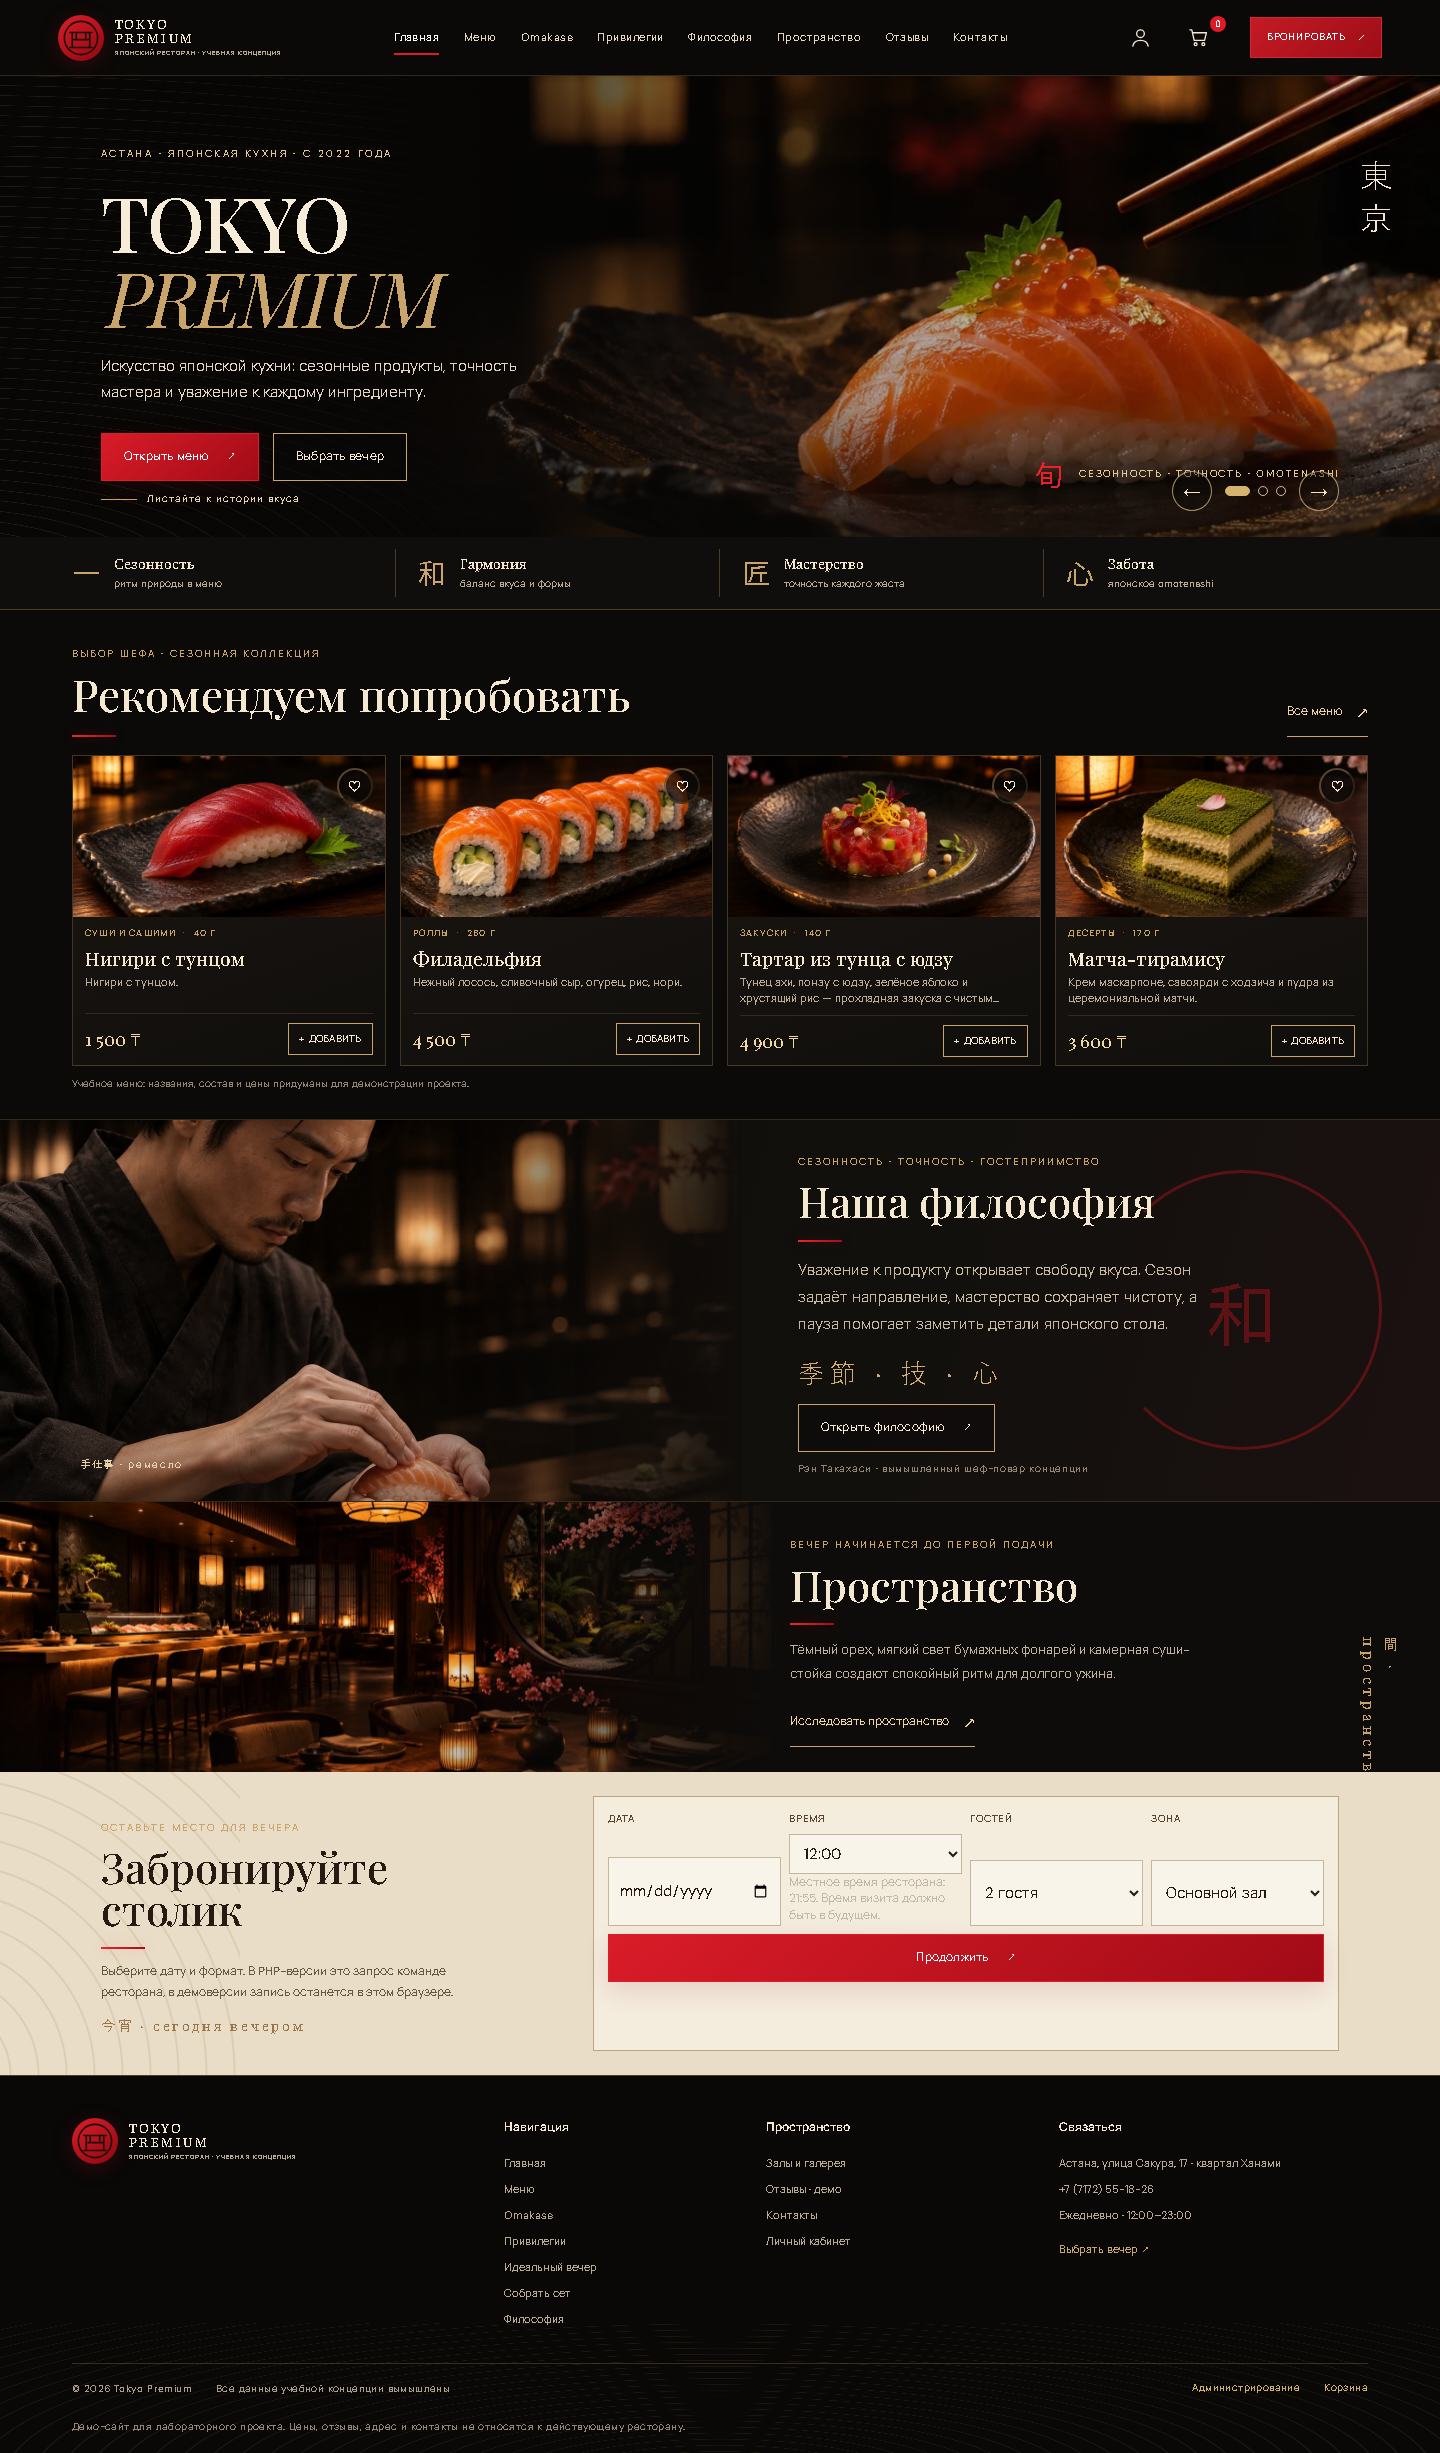 TOKYO
PREMIUM
ЯПОНСКИЙ РЕСТОРАН · УЧЕБНАЯ КОНЦЕПЦИЯ
Главная
Меню
Omakase
Привилегии
Философия
Пространство
Отзывы
Контакты
0
БРОНИРОВАТЬ ↗
АСТАНА · ЯПОНСКАЯ КУХНЯ · С 2022 ГОДА
TOKYO
PREMIUM
東京
Искусство японской кухни: сезонные продукты, точность
мастера и уважение к каждому ингредиенту.
Открыть меню ↗
Выбрать вечер
Листайте к истории вкуса
旬 СЕЗОННОСТЬ · ТОЧНОСТЬ · OMOTENASHI
← →
一 Сезонность
ритм природы в меню
和 Гармония
баланс вкуса и формы
匠 Мастерство
точность каждого жеста
心 Забота
японское omotenashi
ВЫБОР ШЕФА · СЕЗОННАЯ КОЛЛЕКЦИЯ
Рекомендуем попробовать
Все меню ↗
СУШИ И САШИМИ · 40 Г
Нигири с тунцом
Нигири с тунцом.
1 500 ₸
+ ДОБАВИТЬ
РОЛЛЫ · 280 Г
Филадельфия
Нежный лосось, сливочный сыр, огурец, рис, нори.
4 500 ₸
+ ДОБАВИТЬ
ЗАКУСКИ · 140 Г
Тартар из тунца с юдзу
Тунец ахи, понзу с юдзу, зелёное яблоко и
хрустящий рис — прохладная закуска с чистым…
4 900 ₸
+ ДОБАВИТЬ
ДЕСЕРТЫ · 170 Г
Матча-тирамису
Крем маскарпоне, савоярди с ходзича и пудра из
церемониальной матчи.
3 600 ₸
+ ДОБАВИТЬ
Учебное меню: названия, состав и цены придуманы для демонстрации проекта.
手仕事 · ремесло
СЕЗОННОСТЬ · ТОЧНОСТЬ · ГОСТЕПРИИМСТВО
Наша философия
Уважение к продукту открывает свободу вкуса. Сезон
задаёт направление, мастерство сохраняет чистоту, а
пауза помогает заметить детали японского стола.
和
季節 · 技 · 心
Открыть философию ↗
Рэн Такахаси · вымышленный шеф-повар концепции
ВЕЧЕР НАЧИНАЕТСЯ ДО ПЕРВОЙ ПОДАЧИ
Пространство
Тёмный орех, мягкий свет бумажных фонарей и камерная суши-
стойка создают спокойный ритм для долгого ужина.
Исследовать пространство ↗
間 ·
пространств
ОСТАВЬТЕ МЕСТО ДЛЯ ВЕЧЕРА
Забронируйте
столик
Выберите дату и формат. В PHP-версии это запрос команде
ресторана, в демоверсии запись останется в этом браузере.
今宵 · сегодня вечером
ДАТА
mm/dd/yyyy
ВРЕМЯ
12:00
Местное время ресторана:
21:55. Время визита должно
быть в будущем.
ГОСТЕЙ
2 гостя
ЗОНА
Основной зал
Продолжить ↗
TOKYO
PREMIUM
ЯПОНСКИЙ РЕСТОРАН · УЧЕБНАЯ КОНЦЕПЦИЯ
Навигация
Главная
Меню
Omakase
Привилегии
Идеальный вечер
Собрать сет
Философия
Пространство
Залы и галерея
Отзывы · демо
Контакты
Личный кабинет
Связаться
Астана, улица Сакура, 17 · квартал Ханами
+7 (7172) 55-18-26
Ежедневно · 12:00–23:00
Выбрать вечер ↗
© 2026 Tokyo Premium
Все данные учебной концепции вымышлены
Администрирование
Корзина
Демо-сайт для лабораторного проекта. Цены, отзывы, адрес и контакты не относятся к действующему ресторану.